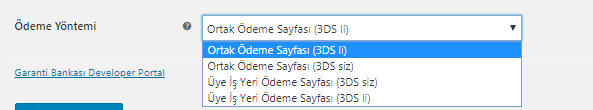 Ödeme Yöntemi
Ortak Ödeme Sayfası (3DS li)
Ortak Ödeme Sayfası (3DS li)
Ortak Ödeme Sayfası (3DS siz)
Üye İş Yeri Ödeme Sayfası (3DS siz)
Üye İş Yeri Ödeme Sayfası (3DS li)
Garanti Bankası Developer Portal